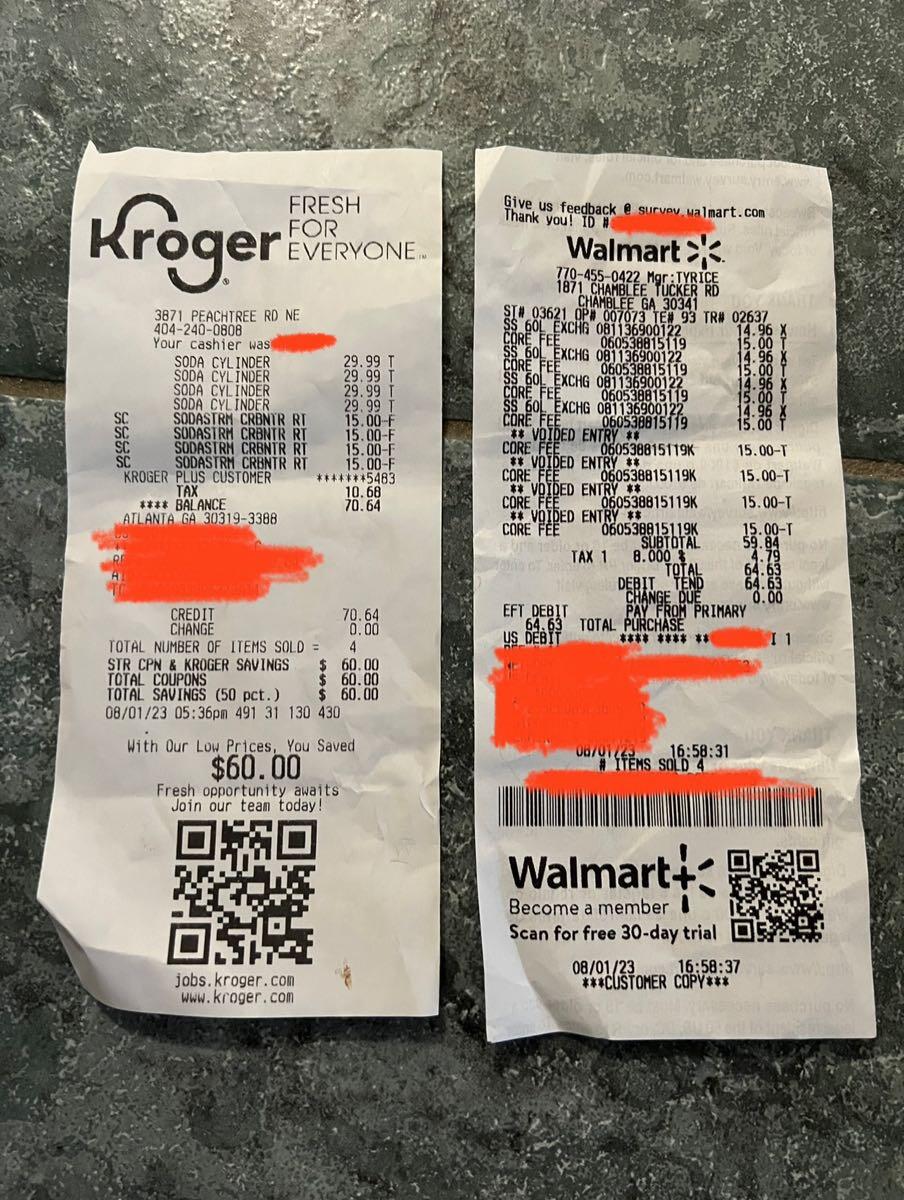 Kroger
FRESH
FOR
EVERYONE™
3871 PEACHTREE RD NE
404-240-0808
Your cashier was
SODA CYLINDER 29.99 T
SODA CYLINDER 29.99 T
SODA CYLINDER 29.99 T
SODA CYLINDER 29.99 T
SC SODASTRM CRBNTR RT 15.00-F
SC SODASTRM CRBNTR RT 15.00-F
SC SODASTRM CRBNTR RT 15.00-F
SC SODASTRM CRBNTR RT 15.00-F
KROGER PLUS CUSTOMER *******5483
TAX 10.68
**** BALANCE 70.64
ATLANTA GA 30319-3388
CREDIT 70.64
CHANGE 0.00
TOTAL NUMBER OF ITEMS SOLD = 4
STR CPN & KROGER SAVINGS $ 60.00
TOTAL COUPONS $ 60.00
TOTAL SAVINGS (50 pct.) $ 60.00
08/01/23 05:36pm 491 31 130 430
With Our Low Prices, You Saved
$60.00
Fresh opportunity awaits
Join our team today!
jobs.kroger.com
www.kroger.com
Give us feedback @ survey.walmart.com
Thank you! ID #
Walmart
770-455-0422 Mgr:TYRICE
1871 CHAMBLEE TUCKER RD
CHAMBLEE GA 30341
ST# 03621 OP# 007073 TE# 93 TR# 02637
SS 60L EXCHG 081136900122 14.96 X
CORE FEE 060538815119 15.00 T
SS 60L EXCHG 081136900122 14.96 X
CORE FEE 060538815119 15.00 T
SS 60L EXCHG 081136900122 14.96 X
CORE FEE 060538815119 15.00 T
SS 60L EXCHG 081136900122 14.96 X
CORE FEE 060538815119 15.00 T
** VOIDED ENTRY **
CORE FEE 060538815119K 15.00-T
** VOIDED ENTRY **
CORE FEE 060538815119K 15.00-T
** VOIDED ENTRY **
CORE FEE 060538815119K 15.00-T
** VOIDED ENTRY **
CORE FEE 060538815119K 15.00-T
SUBTOTAL 59.84
TAX 1 8.000 % 4.79
TOTAL 64.63
DEBIT TEND 64.63
CHANGE DUE 0.00
EFT DEBIT PAY FROM PRIMARY
64.63 TOTAL PURCHASE
US DEBIT **** **** ** I 1
08/01/23 16:58:31
# ITEMS SOLD 4
Walmart+
Become a member
Scan for free 30-day trial
08/01/23 16:58:37
***CUSTOMER COPY***